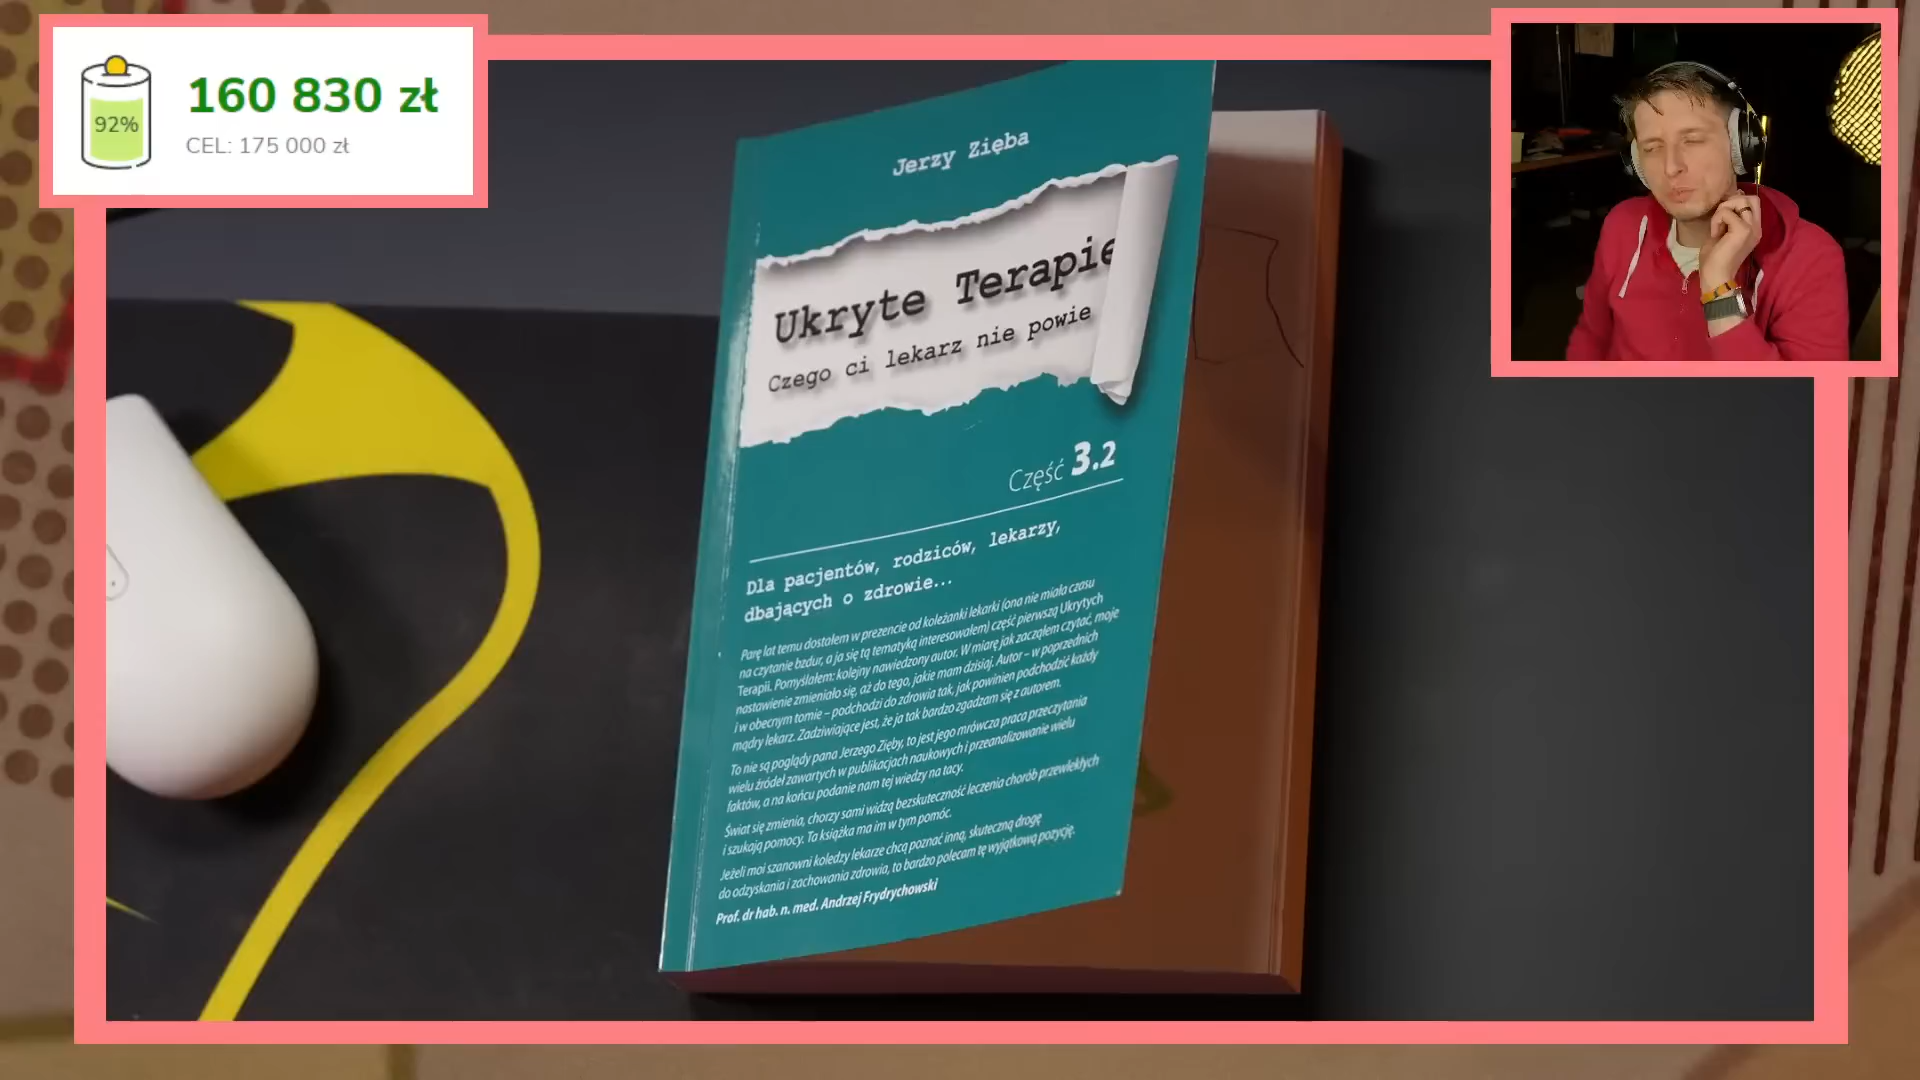 160 830 zł
92%
CEL: 175 000 zł
Jerzy Zięba
Ukryte Terapie
Czego ci lekarz nie powie
Część 3.2
Dla pacjentów, rodziców, lekarzy,
dbających o zdrowie...
Parę lat temu dostałem w prezencie od koleżanki lekarki (ona nie miała czasu
na czytanie bzdur, a ja się tą tematyką interesowałem) część pierwszą Ukrytych
Terapii. Pomyślałem: kolejny nawiedzony autor. W miarę jak zacząłem czytać, moje
nastawienie zmieniało się, aż do tego, jakie mam dzisiaj. Autor – w poprzednich
i w obecnym tomie – podchodzi do zdrowia tak, jak powinien podchodzić każdy
mądry lekarz. Zadziwiające jest, że ja tak bardzo zgadzam się z autorem.
To nie są poglądy pana Jerzego Zięby, to jest jego mrówcza praca przeczytania
wielu źródeł zawartych w publikacjach naukowych i przeanalizowanie wielu
faktów, a na końcu podanie nam tej wiedzy na tacy.
Świat się zmienia, chorzy sami widzą bezskuteczność leczenia chorób przewlekłych
i szukają pomocy. Ta książka ma im w tym pomóc.
Jeżeli moi szanowni koledzy lekarze chcą poznać inną, skuteczną drogę
do odzyskania i zachowania zdrowia, to bardzo polecam tę wyjątkową pozycję.
Prof. dr hab. n. med. Andrzej Frydrychowski